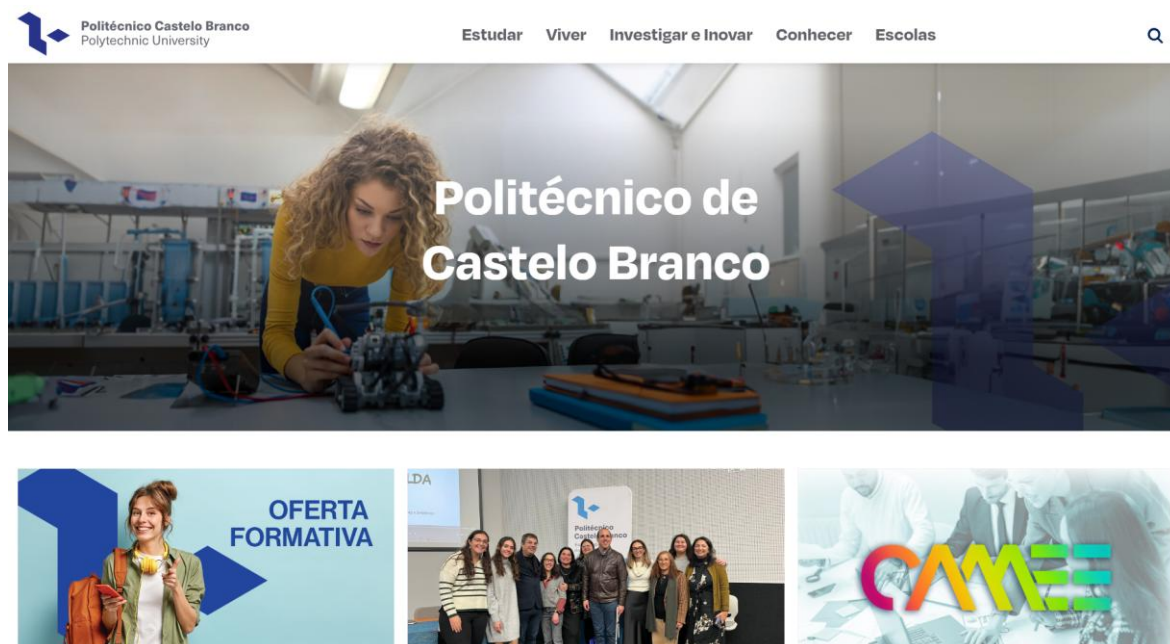 Politécnico Castelo Branco
Polytechnic University
Estudar Viver Investigar e Inovar Conhecer Escolas
Politécnico de
Castelo Branco
OFERTA
FORMATIVA
LDA
Politécnico
Castelo Branco
CAMEE